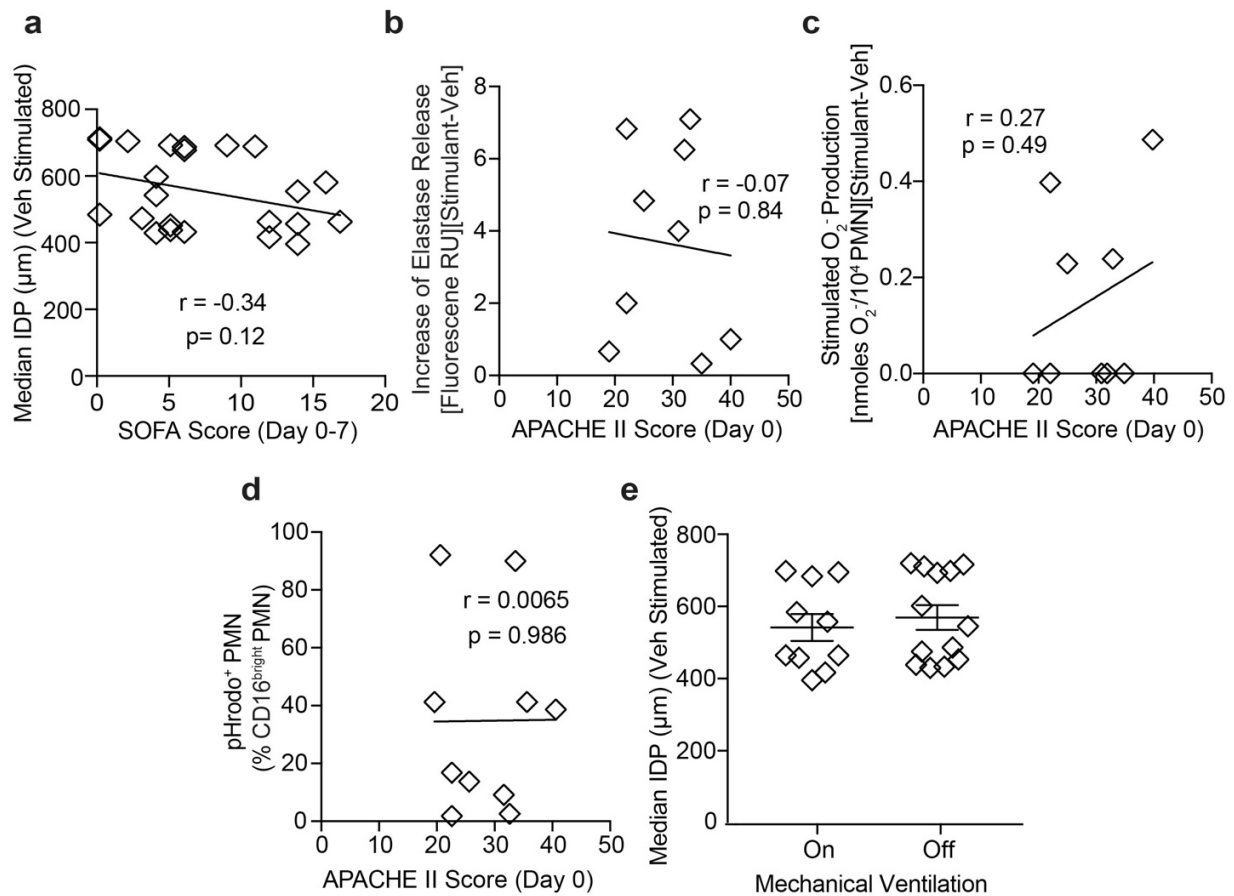 a
Median IDP (µm) (Veh Stimulated)
800
600
400
200
0
r = -0.34
p= 0.12
0 5 10 15 20
SOFA Score (Day 0-7)
b
Increase of Elastase Release
[Fluorescene RU][Stimulant-Veh]
8
6
4
2
0
r = -0.07
p = 0.84
0 10 20 30 40 50
APACHE II Score (Day 0)
c
Stimulated O₂⁻ Production
[nmoles O₂⁻/10⁴ PMN][Stimulant-Veh]
0.6
0.4
0.2
0.0
r = 0.27
p = 0.49
0 10 20 30 40 50
APACHE II Score (Day 0)
d
pHrodo⁺ PMN
(% CD16ᵇʳⁱᵍʰᵗ PMN)
100
80
60
40
20
0
r = 0.0065
p = 0.986
0 10 20 30 40 50
APACHE II Score (Day 0)
e
Median IDP (µm) (Veh Stimulated)
800
600
400
200
0
On Off
Mechanical Ventilation